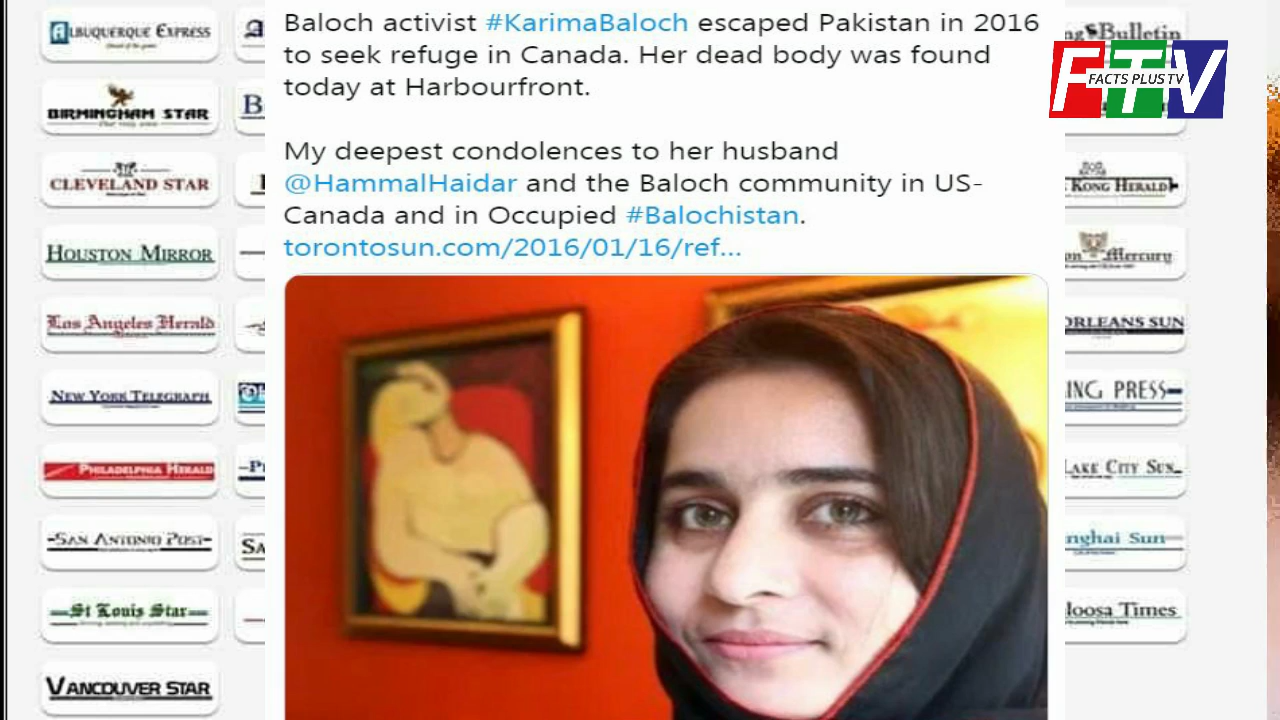 Baloch activist #KarimaBaloch escaped Pakistan in 2016
to seek refuge in Canada. Her dead body was found
today at Harbourfront.
My deepest condolences to her husband
@HammalHaidar and the Baloch community in US-
Canada and in Occupied #Balochistan.
torontosun.com/2016/01/16/ref...
FTV
FACTS PLUS TV
ALBUQUERQUE EXPRESS
BIRMINGHAM STAR
CLEVELAND STAR
HOUSTON MIRROR
Los Angeles Herald
NEW YORK TELEGRAPH
PHILADELPHIA HERALD
SAN ANTONIO POST
St Louis Star
VANCOUVER STAR
Bulletin
KONG HERALD
Mercury
ORLEANS SUN
ING PRESS
LAKE CITY SUN
nghai Sun
loosa Times